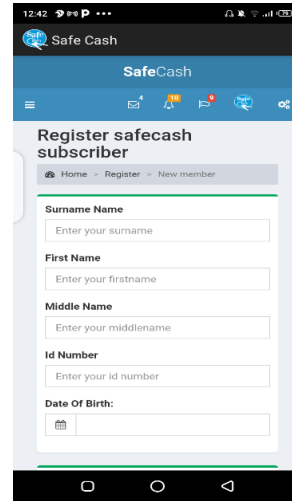 12:42
Safe Cash
SafeCash
4
10
9
Register safecash
subscriber
Home > Register > New member
Surname Name
Enter your surname
First Name
Enter your firstname
Middle Name
Enter your middlename
Id Number
Enter your id number
Date Of Birth: